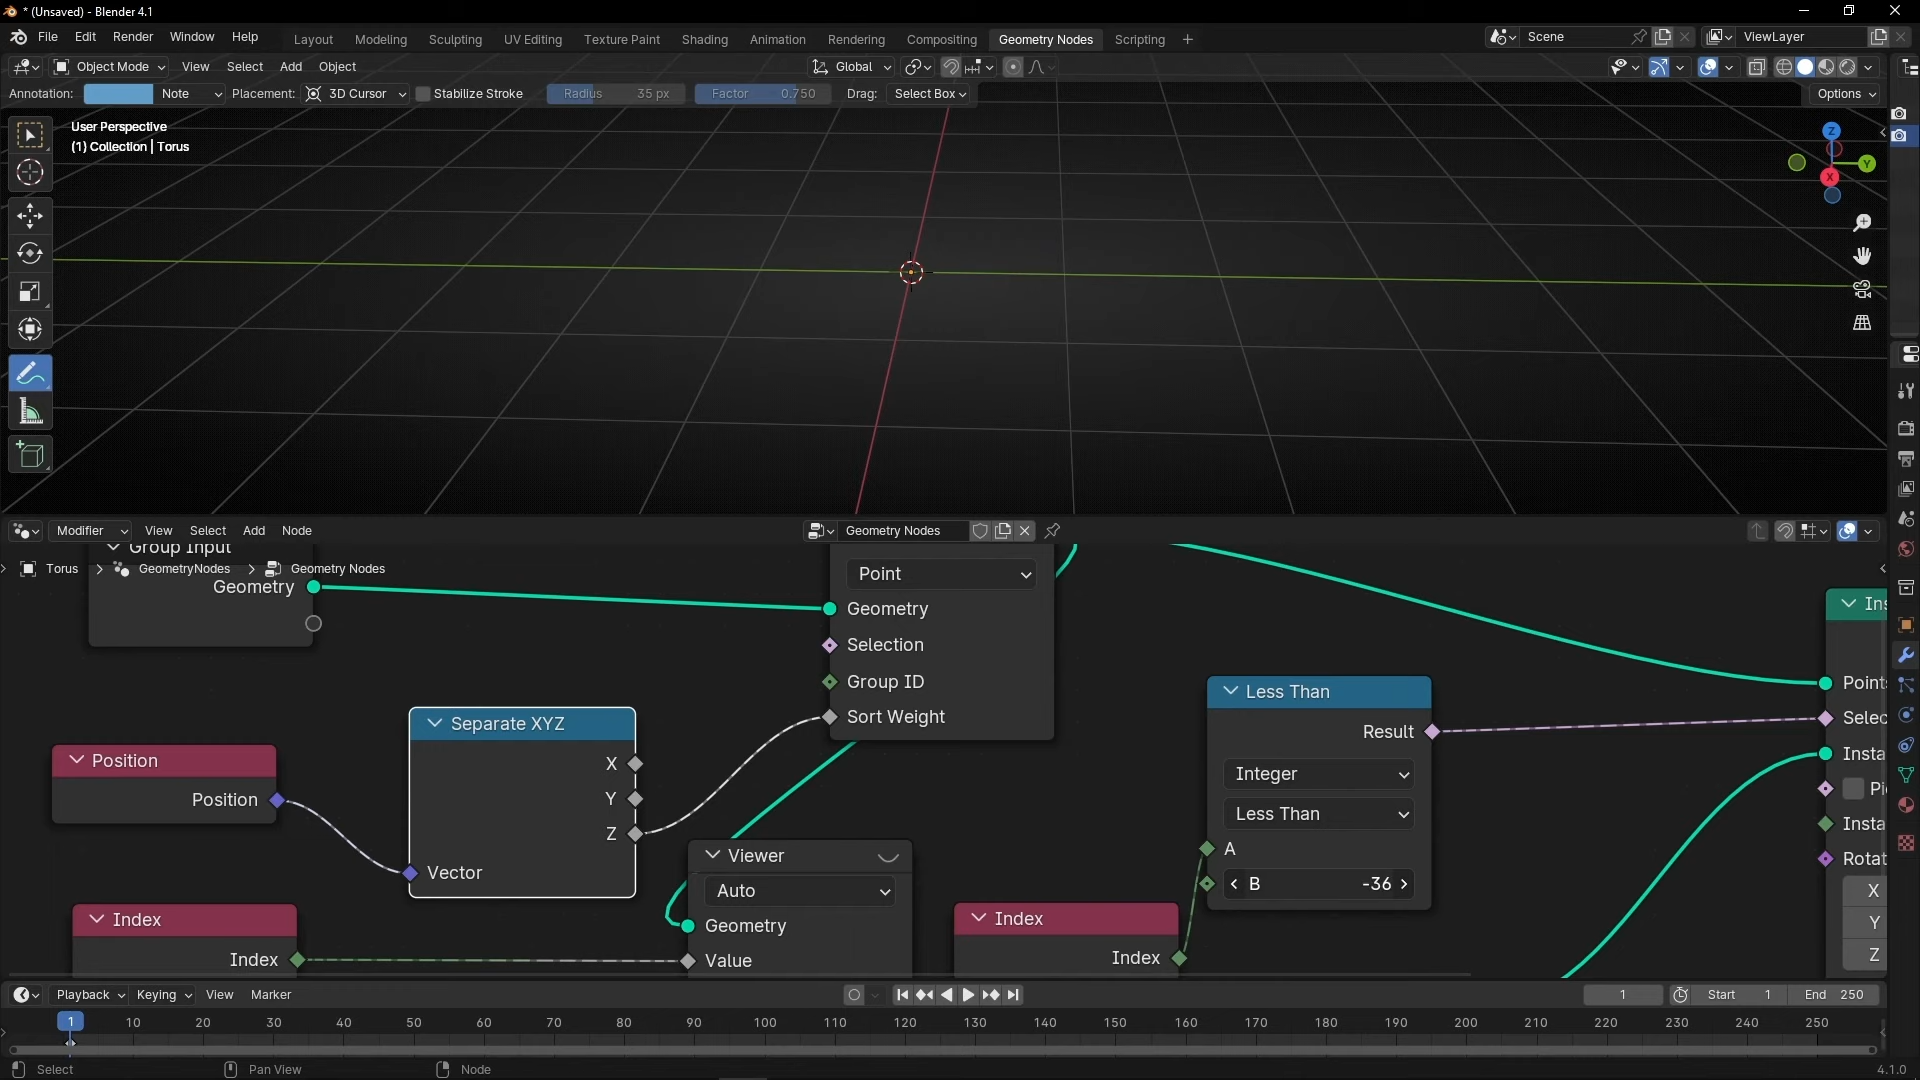 * (Unsaved) - Blender 4.1
File Edit Render Window Help Layout Modeling Sculpting UV Editing Texture Paint Shading Animation Rendering Compositing Geometry Nodes Scripting + Scene ViewLayer
Object Mode View Select Add Object Global
Annotation: Note Placement: 3D Cursor Stabilize Stroke Radius 35 px Factor 0.750 Drag: Select Box Options
User Perspective
(1) Collection | Torus
Z
Y
X
Modifier View Select Add Node Geometry Nodes
Group Input
Torus > GeometryNodes > Geometry Nodes
Geometry
Point
Geometry
Selection
Group ID
Sort Weight
Position
Position
Separate XYZ
X
Y
Z
Vector
Index
Index
Viewer
Auto
Geometry
Value
Index
Index
Less Than
Result
Integer
Less Than
A
B -36
Ins
Point
Selec
Insta
Pi
Insta
Rotat
X
Y
Z
Playback Keying View Marker 1 Start 1 End 250
1 10 20 30 40 50 60 70 80 90 100 110 120 130 140 150 160 170 180 190 200 210 220 230 240 250
Select Pan View Node 4.1.0